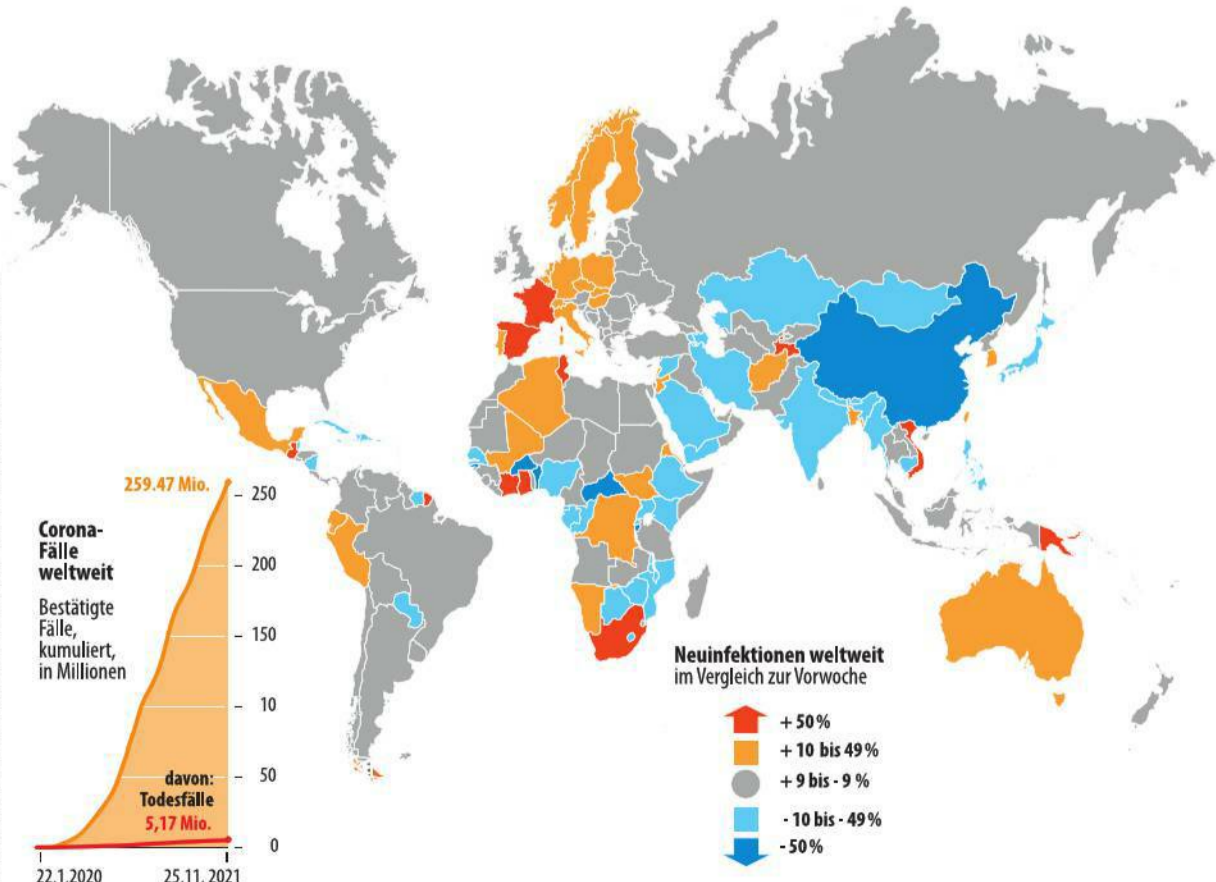 259.47 Mio.
Corona-
Fälle
weltweit
Bestätigte
Fälle,
kumuliert,
in Millionen
250
200
150
10
50
0
davon:
Todesfälle
5,17 Mio.
22.1.2020
25.11.2021
Neuinfektionen weltweit
im Vergleich zur Vorwoche
+ 50 %
+ 10 bis 49 %
+ 9 bis - 9 %
- 10 bis - 49 %
- 50 %